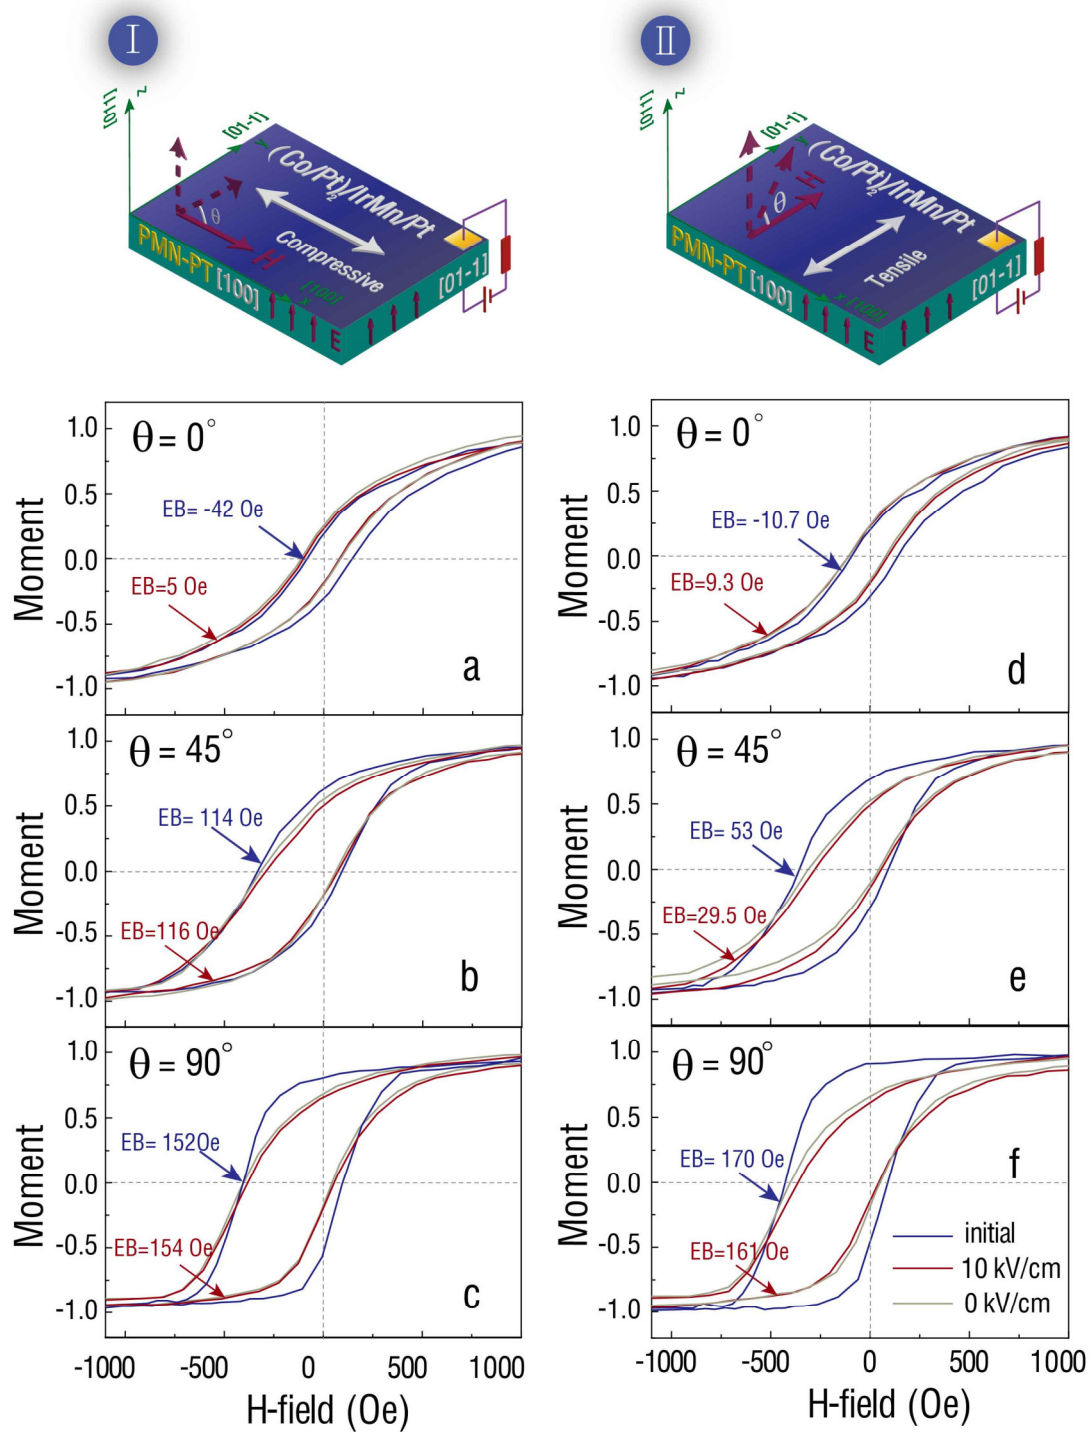 I
II
[011]
z
[01-1]
y
(Co/Pt)2/IrMn/Pt
θ
H
Compressive
PMN-PT [100]
[100]
x
[01-1]
E
[011]
z
[01-1]
y
(Co/Pt)2/IrMn/Pt
H
θ
Tensile
PMN-PT [100]
x [100]
[01-1]
E
Moment
1.0
0.5
0.0
-0.5
-1.0
θ = 0°
EB= -42 Oe
EB=5 Oe
a
Moment
1.0
0.5
0.0
-0.5
-1.0
θ = 0°
EB= -10.7 Oe
EB=9.3 Oe
d
Moment
1.0
0.5
0.0
-0.5
-1.0
θ = 45°
EB= 114 Oe
EB=116 Oe
b
Moment
1.0
0.5
0.0
-0.5
-1.0
θ = 45°
EB= 53 Oe
EB=29.5 Oe
e
Moment
1.0
0.5
0.0
-0.5
-1.0
θ = 90°
EB= 152Oe
EB=154 Oe
c
-1000 -500 0 500 1000
H-field (Oe)
Moment
1.0
0.5
0.0
-0.5
-1.0
θ = 90°
EB= 170 Oe
EB=161 Oe
f
initial
10 kV/cm
0 kV/cm
-1000 -500 0 500 1000
H-field (Oe)